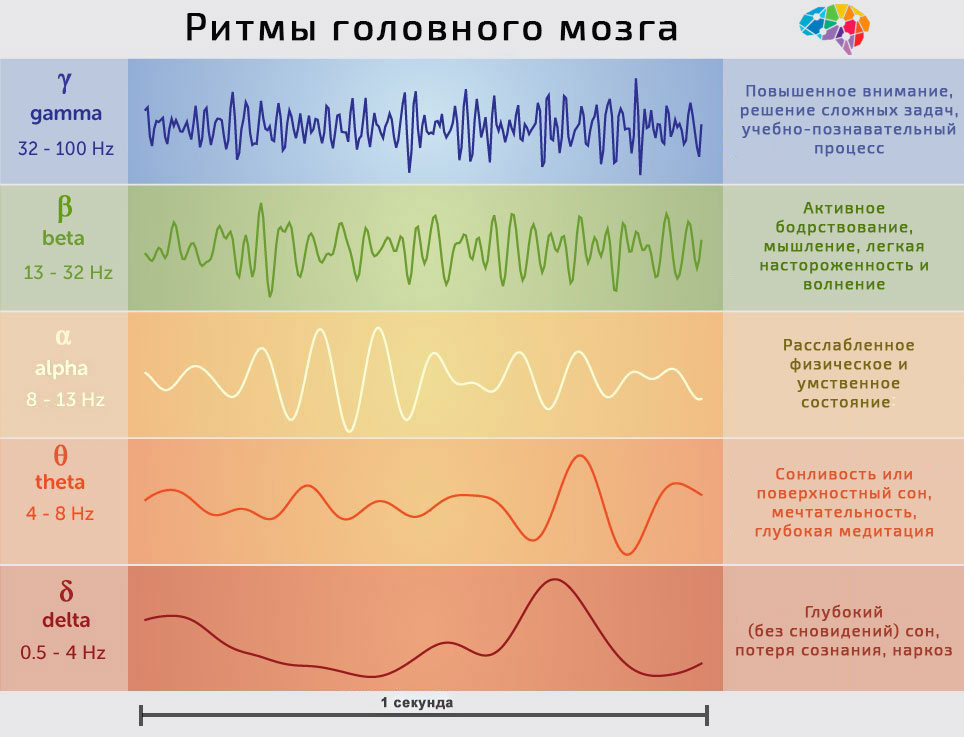 Ритмы головного мозга
γ
gamma
32 - 100 Hz
Повышенное внимание,
решение сложных задач,
учебно-познавательный
процесс
β
beta
13 - 32 Hz
Активное
бодрствование,
мышление, легкая
настороженность и
волнение
α
alpha
8 - 13 Hz
Расслабленное
физическое и
умственное
состояние
θ
theta
4 - 8 Hz
Сонливость или
поверхностный сон,
мечтательность,
глубокая медитация
δ
delta
0.5 - 4 Hz
Глубокий
(без сновидений) сон,
потеря сознания, наркоз
1 секунда